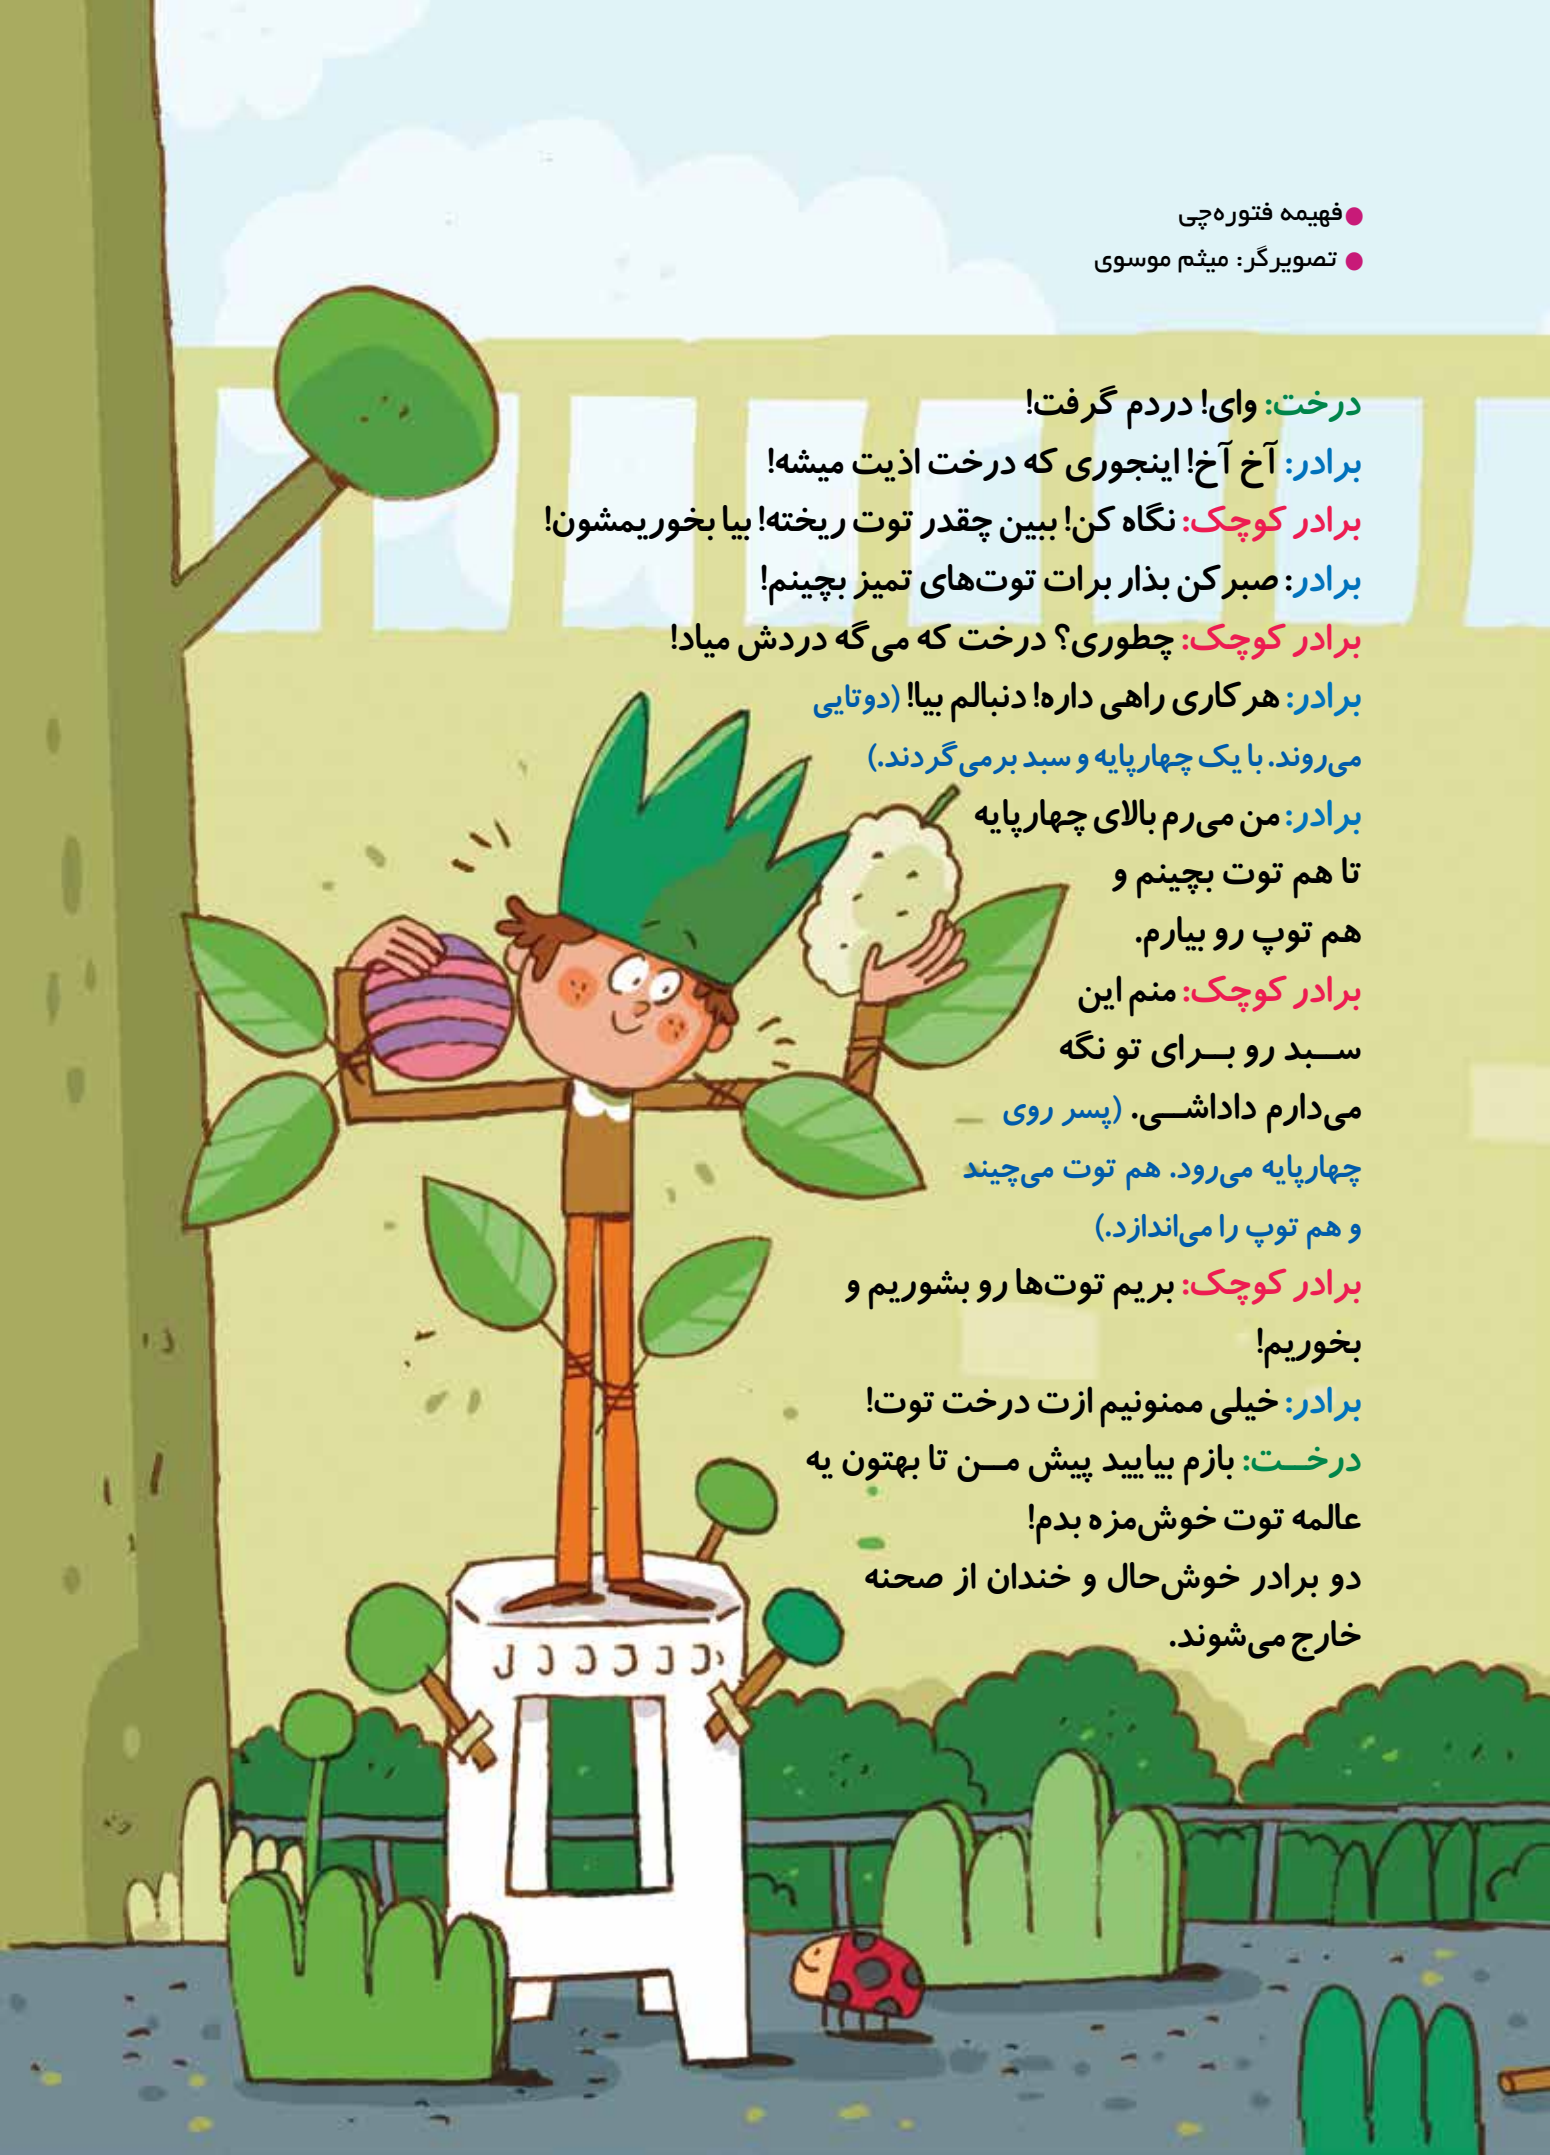 فهیمه فتوره‌چی
تصویرگر: میثم موسوی
درخت: وای! دردم گرفت!
برادر: آخ آخ! اینجوری که درخت اذیت میشه!
برادر کوچک: نگاه کن! ببین چقدر توت ریخته! بیا بخوریمشون!
برادر: صبر کن بذار برات توت‌های تمیز بچینم!
برادر کوچک: چطوری؟ درخت که می‌گه دردش میاد!
برادر: هر کاری راهی داره! دنبالم بیا! (دوتایی
می‌روند. با یک چهارپایه و سبد برمی‌گردند.)
برادر: من می‌رم بالای چهارپایه
تا هم توت بچینم و
هم توپ رو بیارم.
برادر کوچک: منم این
ســبد رو بــرای تو نگه
می‌دارم داداشــی. (پسر روی
چهارپایه می‌رود. هم توت می‌چیند
و هم توپ را می‌اندازد.)
برادر کوچک: بریم توت‌ها رو بشوریم و
بخوریم!
برادر: خیلی ممنونیم ازت درخت توت!
درخــت: بازم بیایید پیش مــن تا بهتون یه
عالمه توت خوش‌مزه بدم!
دو برادر خوش‌حال و خندان از صحنه
خارج می‌شوند.